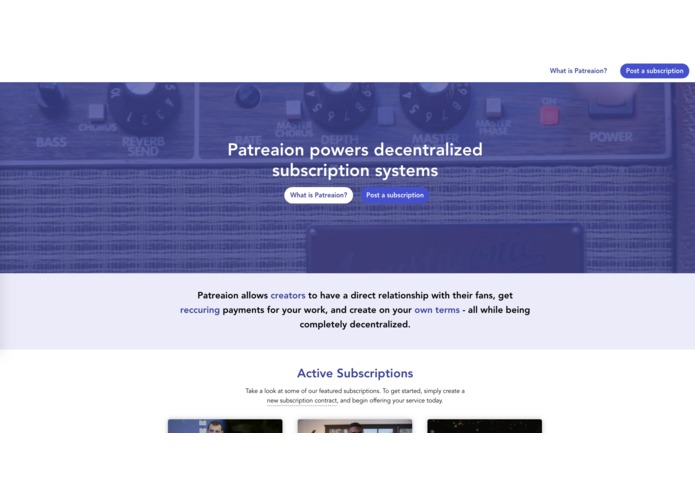 What is Patreaion?
Post a subscription
BASS
CHORUS
REVERB
SEND
RATE
MASTER
CHORUS
DEPTH
MASTER
MASTER
PHASE
ON
POWER
Patreaion powers decentralized
subscription systems
What is Patreaion?
Post a subscription
Patreaion allows creators to have a direct relationship with their fans, get
reccuring payments for your work, and create on your own terms - all while being
completely decentralized.
Active Subscriptions
Take a look at some of our featured subscriptions. To get started, simply create a
new subscription contract, and begin offering your service today.